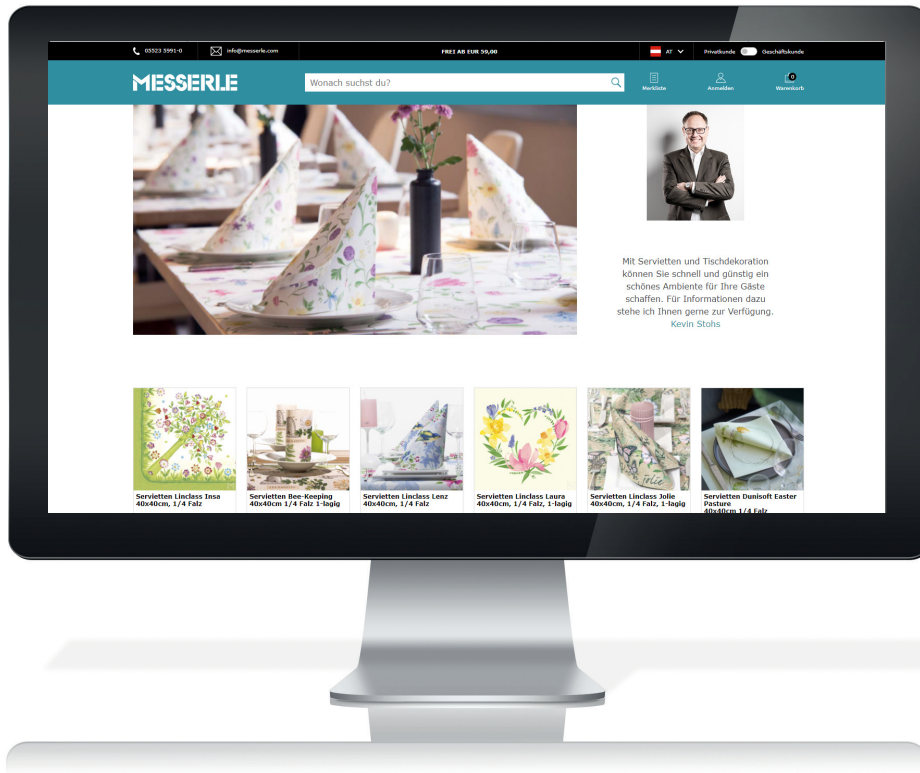 05523 5991-0
info@messerle.com
FREI AB EUR 59,00
AT
Privatkunde
Geschäftskunde
MESSERLE
Wonach suchst du?
Merkliste
Anmelden
0
Warenkorb
Mit Servietten und Tischdekoration
können Sie schnell und günstig ein
schönes Ambiente für Ihre Gäste
schaffen. Für Informationen dazu
stehe ich Ihnen gerne zur Verfügung.
Kevin Stohs
Servietten Linclass Insa
40x40cm, 1/4 Falz
Servietten Bee-Keeping
40x40cm 1/4 Falz 1-lagig
Servietten Linclass Lenz
40x40cm, 1/4 Falz
Servietten Linclass Laura
40x40cm, 1/4 Falz, 1-lagig
jolie
Servietten Linclass Jolie
40x40cm, 1/4 Falz, 1-lagig
Servietten Dunisoft Easter
Pasture
40x40cm 1/4 Falz